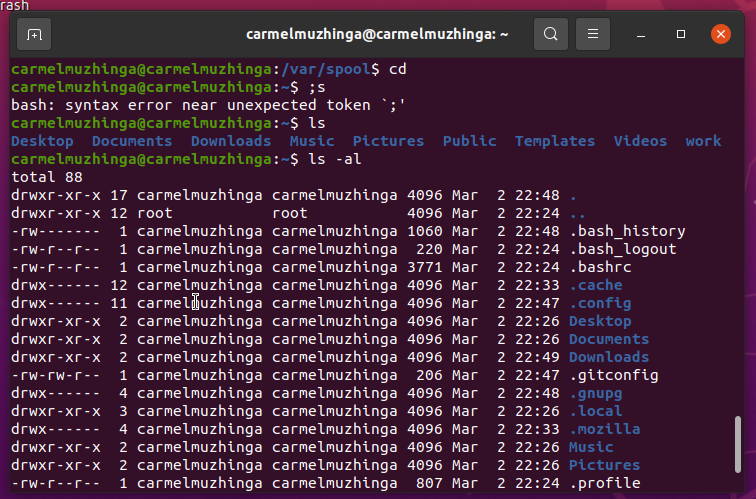 rash
carmelmuzhinga@carmelmuzhinga: ~
carmelmuzhinga@carmelmuzhinga:/var/spool$ cd
carmelmuzhinga@carmelmuzhinga:~$ ;s
bash: syntax error near unexpected token `;'
carmelmuzhinga@carmelmuzhinga:~$ ls
Desktop  Documents  Downloads  Music  Pictures  Public  Templates  Videos  work
carmelmuzhinga@carmelmuzhinga:~$ ls -al
total 88
drwxr-xr-x 17 carmelmuzhinga carmelmuzhinga 4096 Mar  2 22:48 .
drwxr-xr-x 12 root           root           4096 Mar  2 22:24 ..
-rw-------  1 carmelmuzhinga carmelmuzhinga 1060 Mar  2 22:48 .bash_history
-rw-r--r--  1 carmelmuzhinga carmelmuzhinga  220 Mar  2 22:24 .bash_logout
-rw-r--r--  1 carmelmuzhinga carmelmuzhinga 3771 Mar  2 22:24 .bashrc
drwx------ 12 carmelmuzhinga carmelmuzhinga 4096 Mar  2 22:33 .cache
drwx------ 11 carmelmuzhinga carmelmuzhinga 4096 Mar  2 22:47 .config
drwxr-xr-x  2 carmelmuzhinga carmelmuzhinga 4096 Mar  2 22:26 Desktop
drwxr-xr-x  2 carmelmuzhinga carmelmuzhinga 4096 Mar  2 22:26 Documents
drwxr-xr-x  2 carmelmuzhinga carmelmuzhinga 4096 Mar  2 22:49 Downloads
-rw-rw-r--  1 carmelmuzhinga carmelmuzhinga  206 Mar  2 22:47 .gitconfig
drwx------  4 carmelmuzhinga carmelmuzhinga 4096 Mar  2 22:48 .gnupg
drwxr-xr-x  3 carmelmuzhinga carmelmuzhinga 4096 Mar  2 22:26 .local
drwx------  4 carmelmuzhinga carmelmuzhinga 4096 Mar  2 22:33 .mozilla
drwxr-xr-x  2 carmelmuzhinga carmelmuzhinga 4096 Mar  2 22:26 Music
drwxr-xr-x  2 carmelmuzhinga carmelmuzhinga 4096 Mar  2 22:26 Pictures
-rw-r--r--  1 carmelmuzhinga carmelmuzhinga  807 Mar  2 22:24 .profile